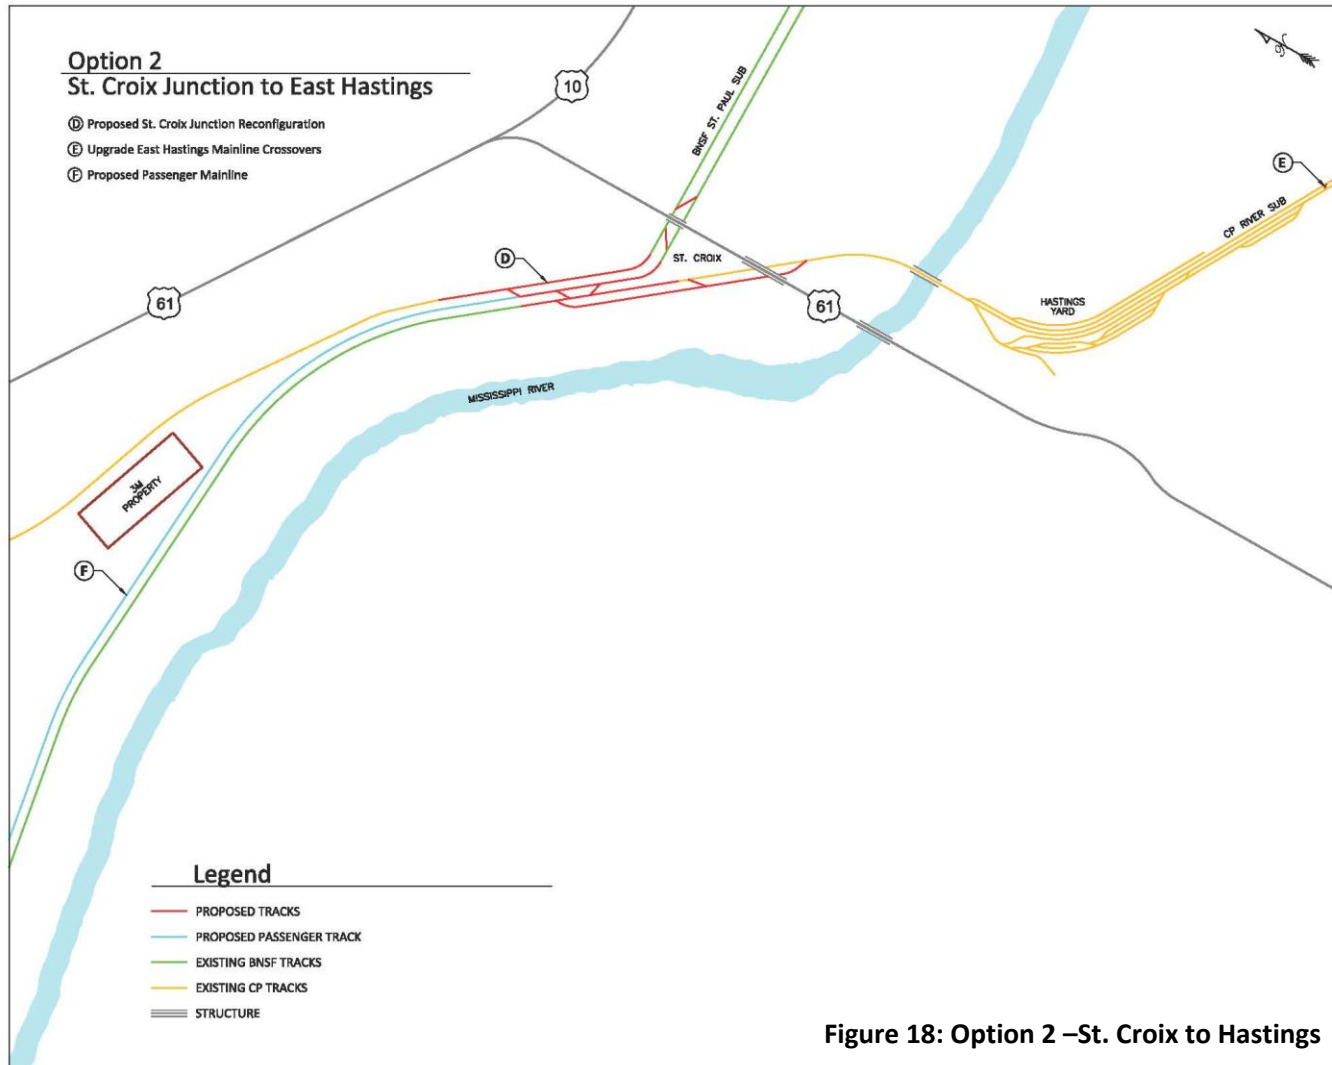 Option 2
St. Croix Junction to East Hastings
D Proposed St. Croix Junction Reconfiguration
E Upgrade East Hastings Mainline Crossovers
F Proposed Passenger Mainline
10
BNSF ST. PAUL SUB
E
CP RIVER SUB
D
ST. CROIX
61
61
HASTINGS
YARD
MISSISSIPPI RIVER
3M
PROPERTY
F
Legend
PROPOSED TRACKS
PROPOSED PASSENGER TRACK
EXISTING BNSF TRACKS
EXISTING CP TRACKS
STRUCTURE
Figure 18: Option 2 –St. Croix to Hastings